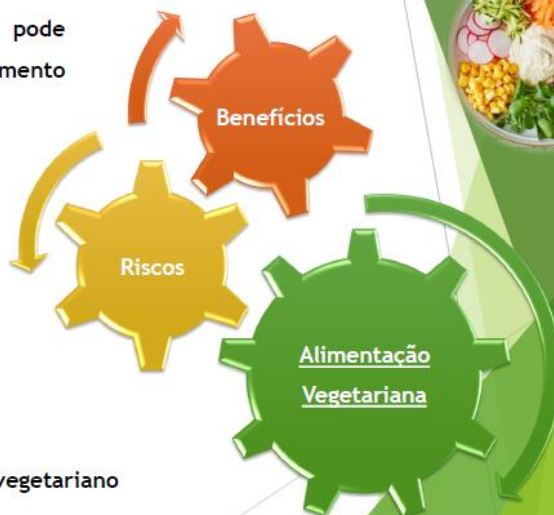 pode
mento
Benefícios
Riscos
Alimentação
Vegetariana
vegetariano